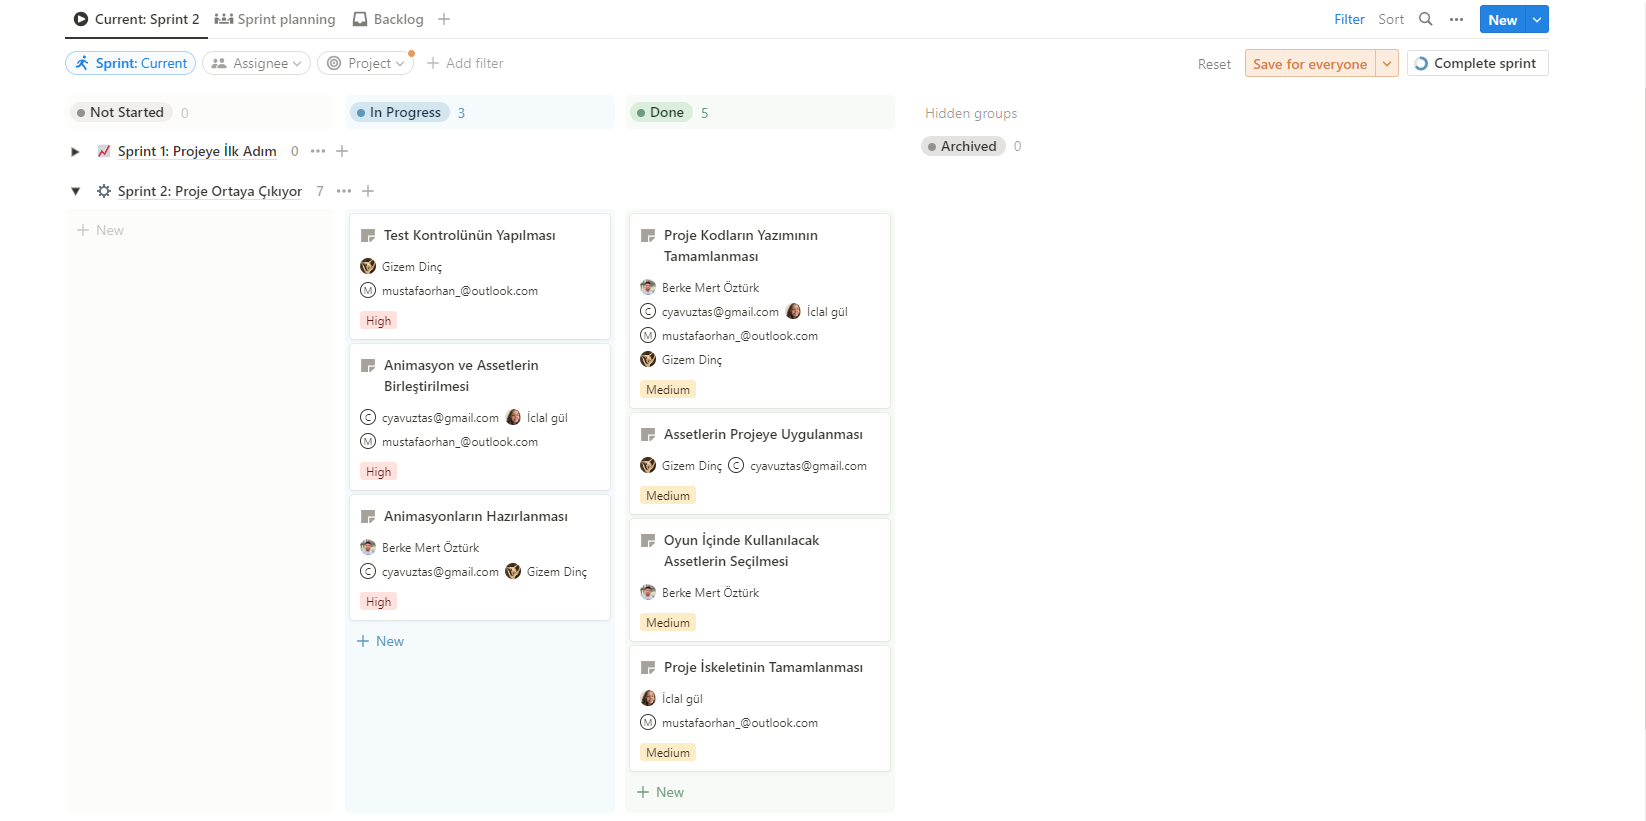 Current: Sprint 2 Sprint planning Backlog
Filter Sort New
Sprint: Current Assignee Project Add filter
Reset Save for everyone Complete sprint
Not Started 0 In Progress 3 Done 5 Hidden groups
Archived 0
Sprint 1: Projeye İlk Adım 0
Sprint 2: Proje Ortaya Çıkıyor 7
New
Test Kontrolünün Yapılması
Gizem Dinç
M mustafaorhan_@outlook.com
High
Animasyon ve Assetlerin
Birleştirilmesi
C cyavuztas@gmail.com İclal gül
M mustafaorhan_@outlook.com
High
Animasyonların Hazırlanması
Berke Mert Öztürk
C cyavuztas@gmail.com Gizem Dinç
High
New
Proje Kodların Yazımının
Tamamlanması
Berke Mert Öztürk
C cyavuztas@gmail.com İclal gül
M mustafaorhan_@outlook.com
Gizem Dinç
Medium
Assetlerin Projeye Uygulanması
Gizem Dinç C cyavuztas@gmail.com
Medium
Oyun İçinde Kullanılacak
Assetlerin Seçilmesi
Berke Mert Öztürk
Medium
Proje İskeletinin Tamamlanması
İclal gül
M mustafaorhan_@outlook.com
Medium
New